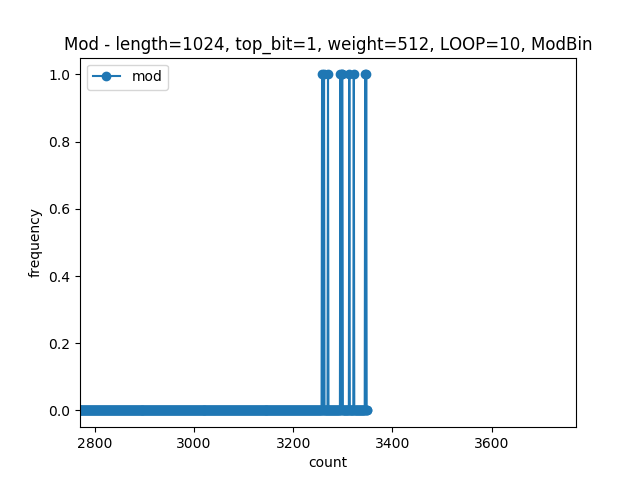 Mod - length=1024, top_bit=1, weight=512, LOOP=10, ModBin
mod
1.0
0.8
0.6
0.4
0.2
0.0
frequency
2800 3000 3200 3400 3600
count